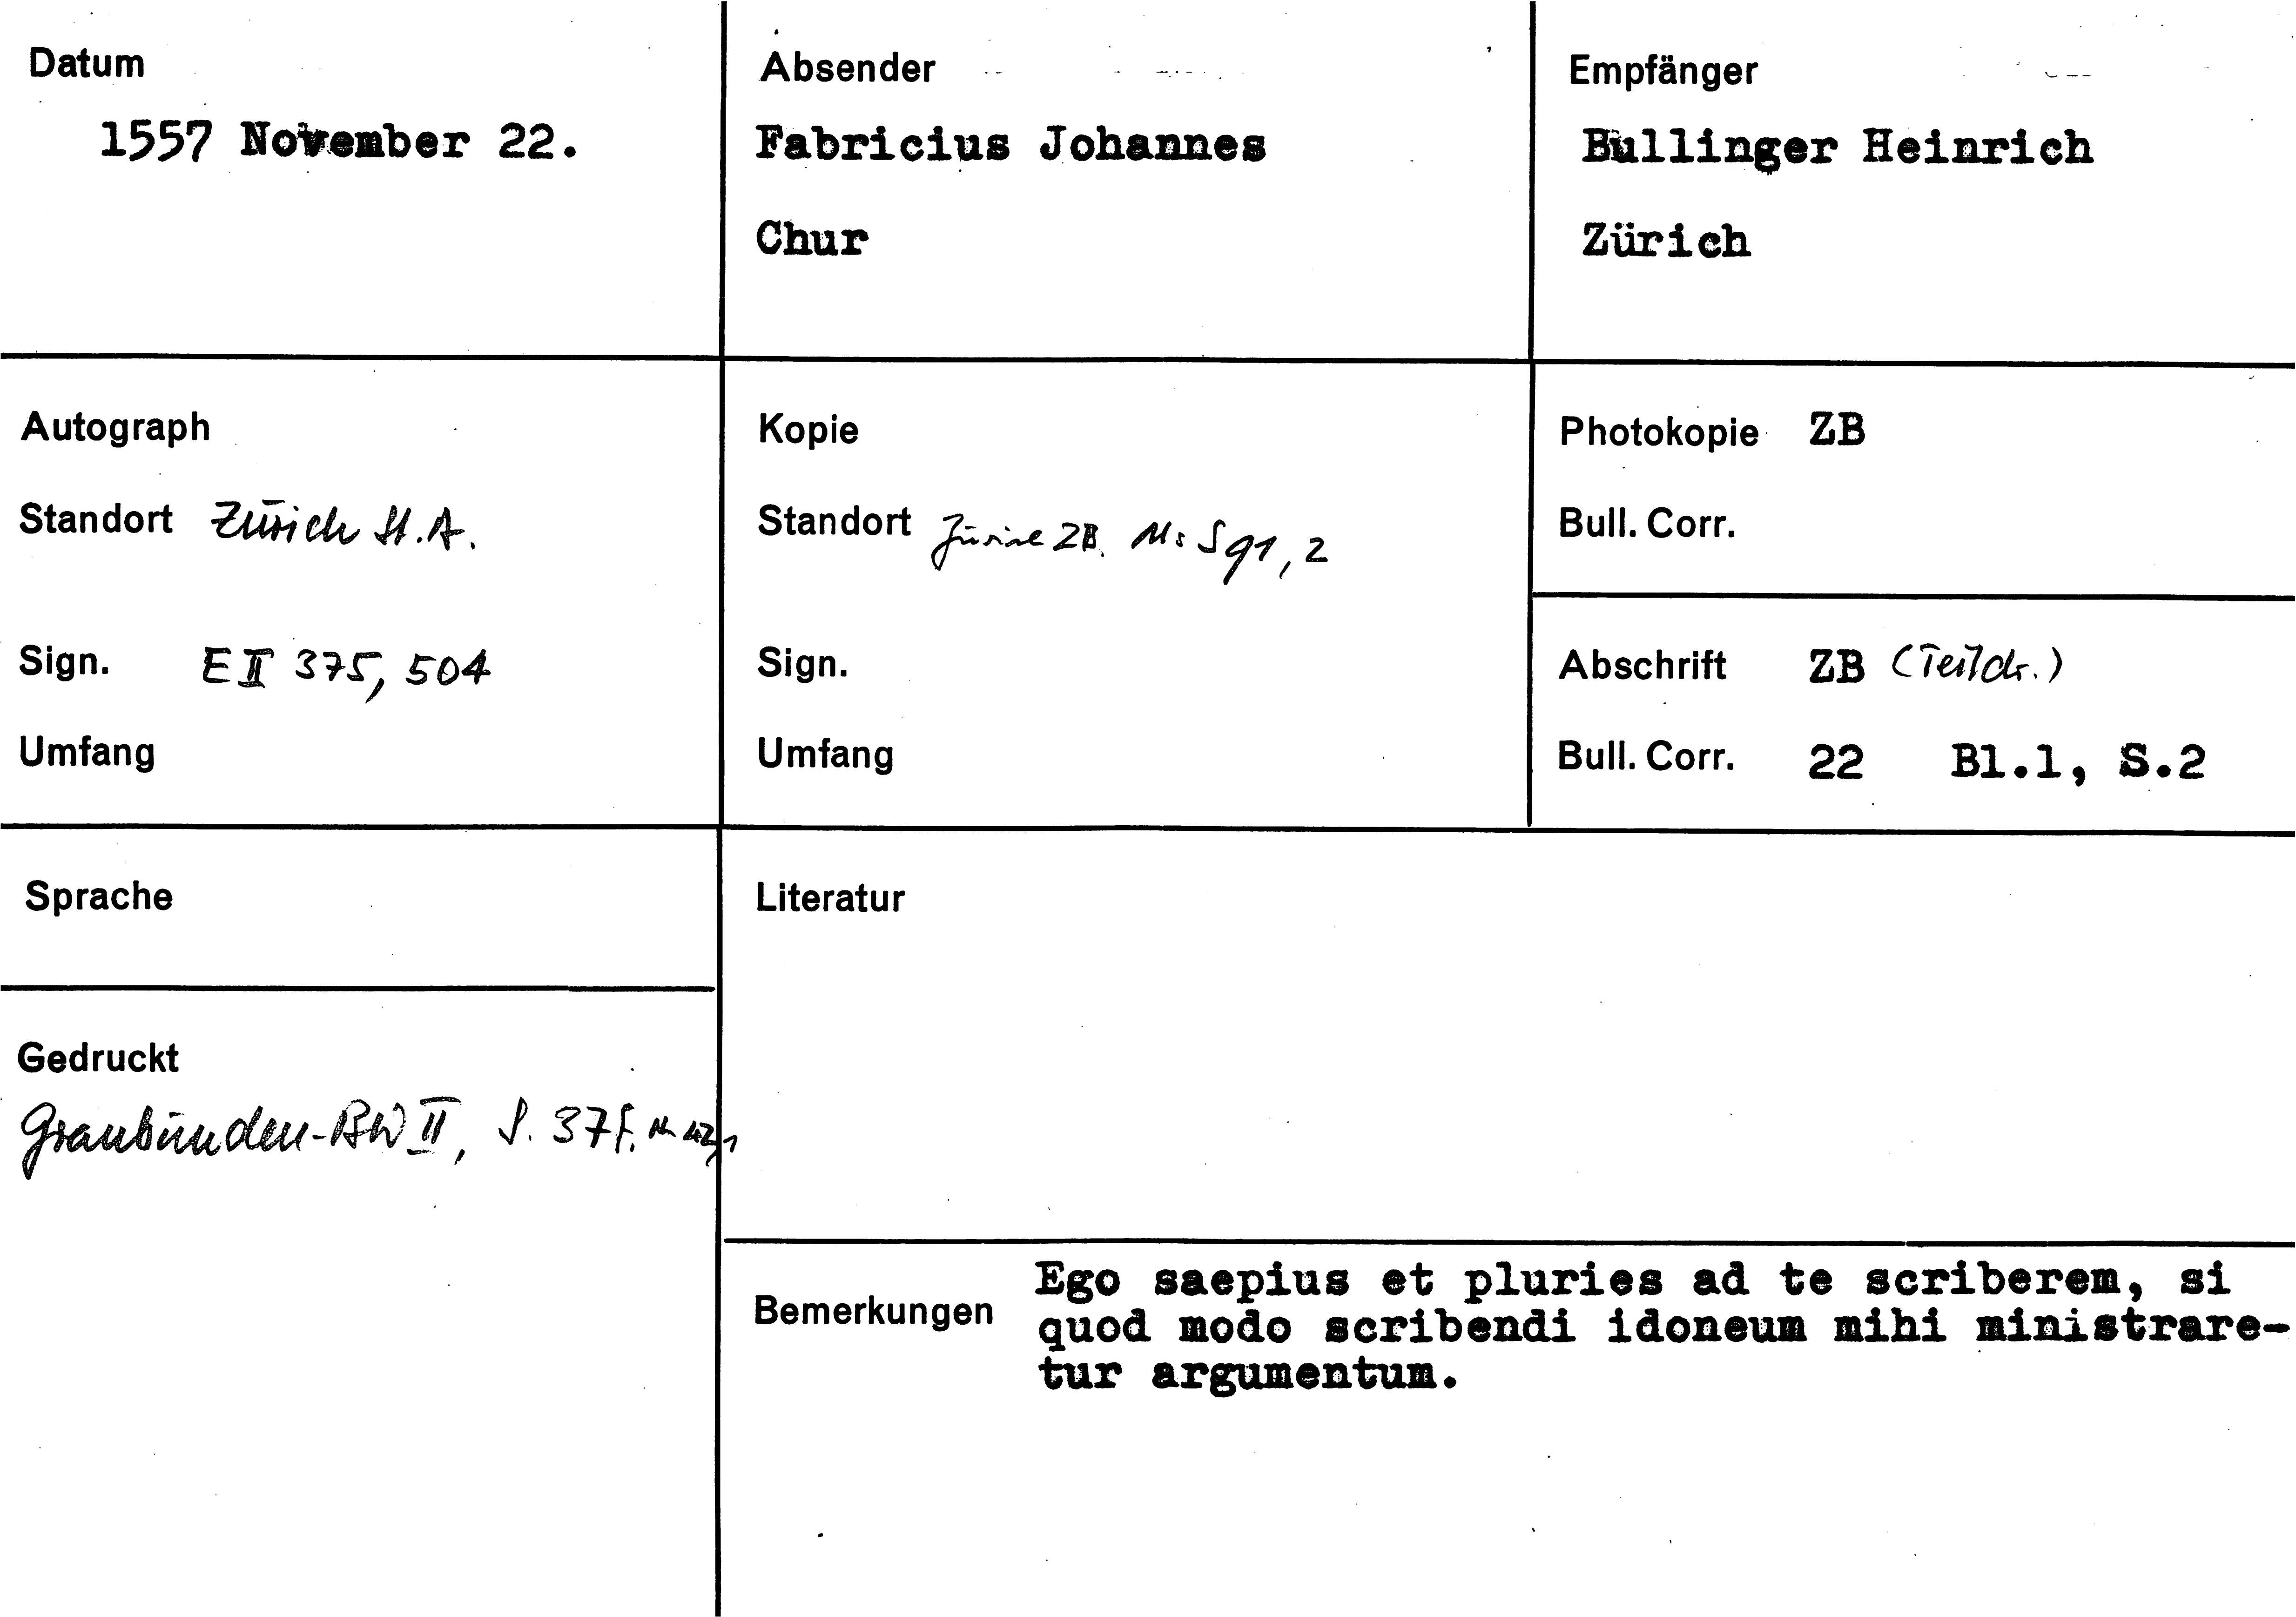 Datum
1557 November 22.
Absender
Fabricius Johannes
Chur
Empfänger
Bullinger Heinrich
Zürich
Autograph
Standort Zürich St.A.
Sign. E II 375, 504
Umfang
Kopie
Standort Zürich ZB. Ms S 91, 2
Sign.
Umfang
Photokopie ZB
Bull. Corr.
Abschrift ZB (Teildr.)
Bull. Corr. 22 Bl.1, S.2
Sprache
Gedruckt
Graubünden-BW II, S. 37f. Nr 42,1
Literatur
Bemerkungen
Ego saepius et pluries ad te scriberem, si
quod modo scribendi idoneum mihi ministrare-
tur argumentum.